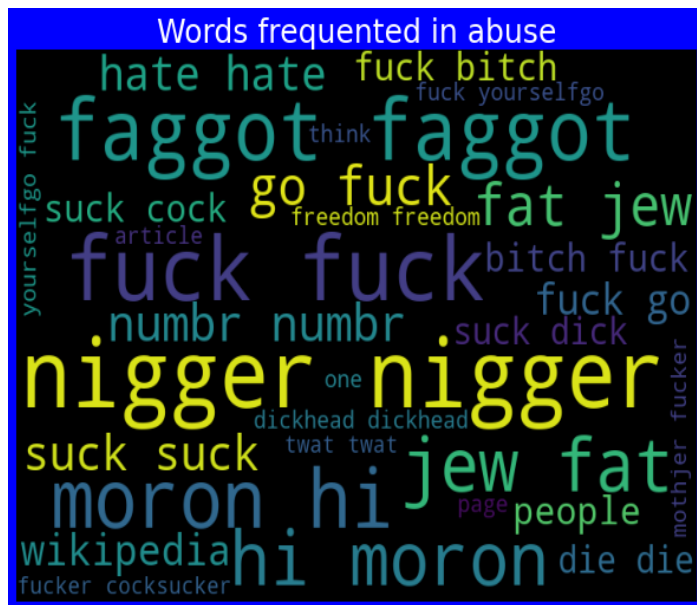 Words frequented in abuse
hate hate
fuck bitch
fuck yourselfgo
faggot faggot
think
yourselfgo fuck
go fuck
suck cock
freedom freedom
fat jew
article
fuck fuck
bitch fuck
fuck go
numbr numbr
suck dick
nigger nigger
one
mothjer fucker
dickhead dickhead
suck suck
twat twat
jew fat
moron hi
page
people
wikipedia
hi moron
die die
fucker cocksucker